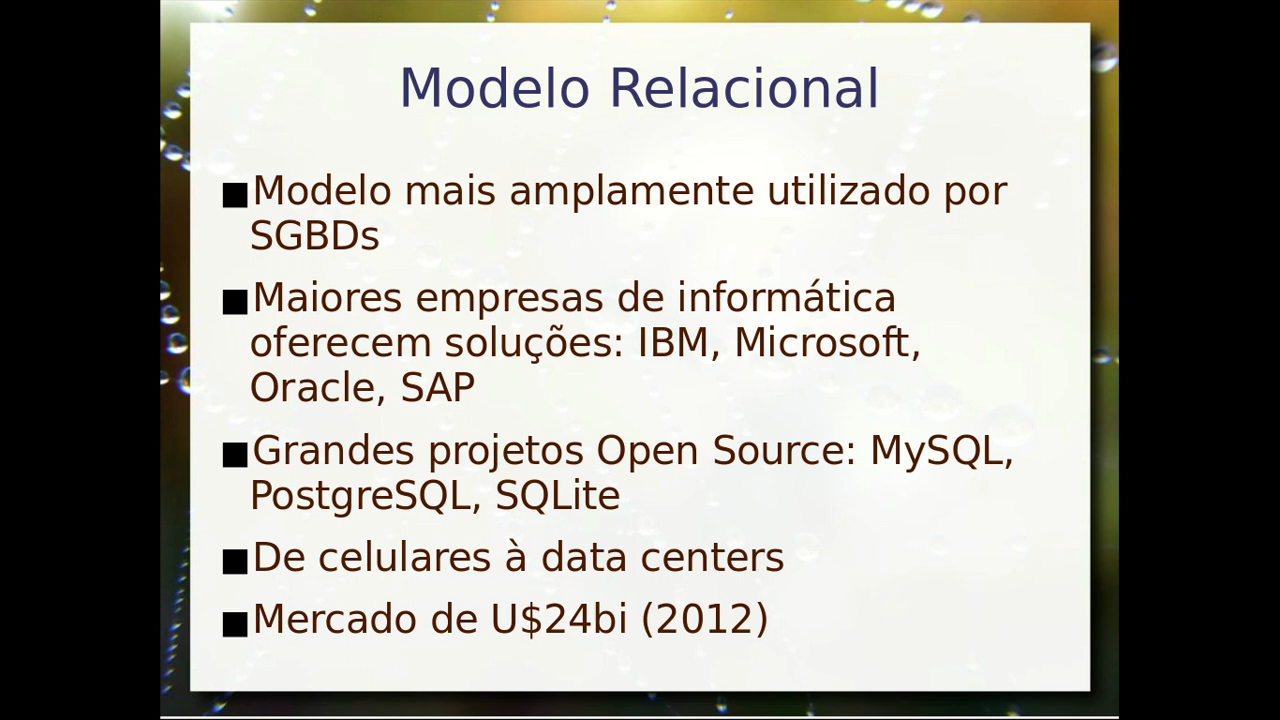 Modelo Relacional
■Modelo mais amplamente utilizado por
SGBDs
■Maiores empresas de informática
oferecem soluções: IBM, Microsoft,
Oracle, SAP
■Grandes projetos Open Source: MySQL,
PostgreSQL, SQLite
■De celulares à data centers
■Mercado de U$24bi (2012)